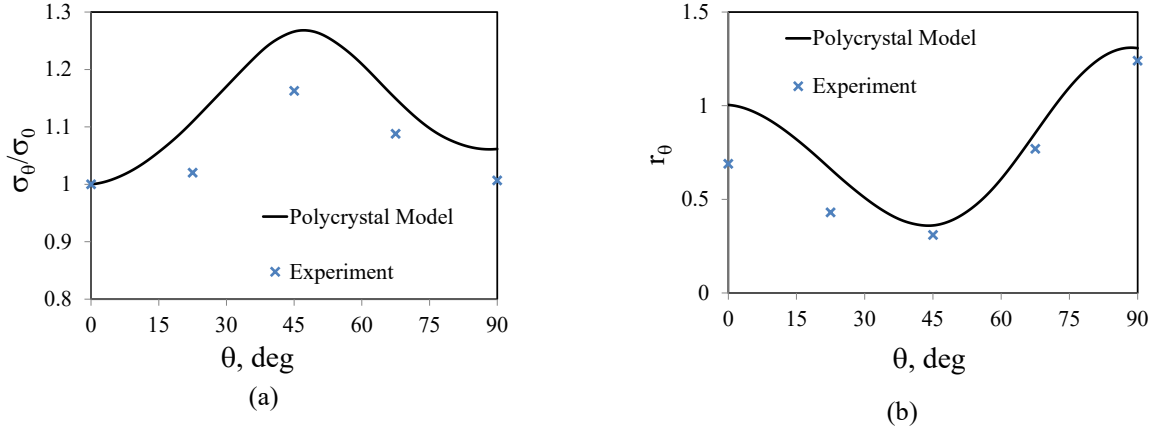 1.3
1.2
1.1
1
0.9
0.8
σθ/σ0
Polycrystal Model
Experiment
0 15 30 45 60 75 90
θ, deg
(a)
1.5
1
0.5
0
rθ
Polycrystal Model
Experiment
0 15 30 45 60 75 90
θ, deg
(b)